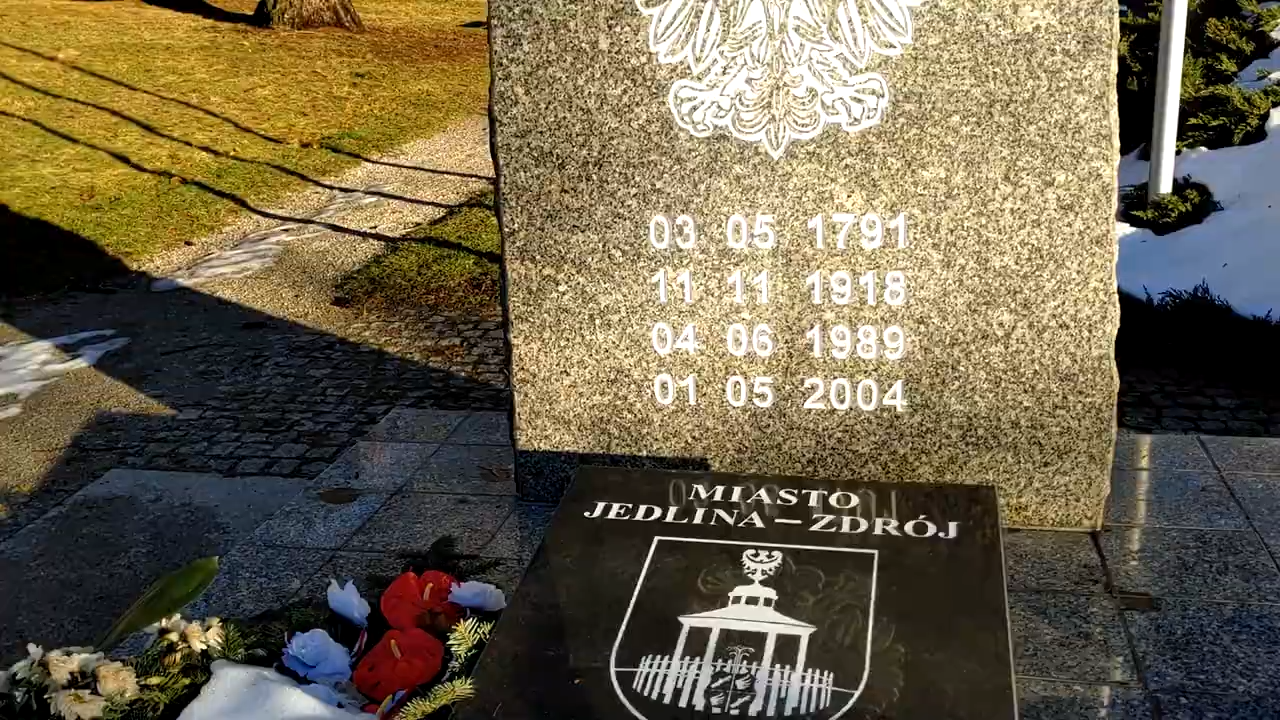 03 05 1791
11 11 1918
04 06 1989
01 05 2004
MIASTO
JEDLINA – ZDRÓJ